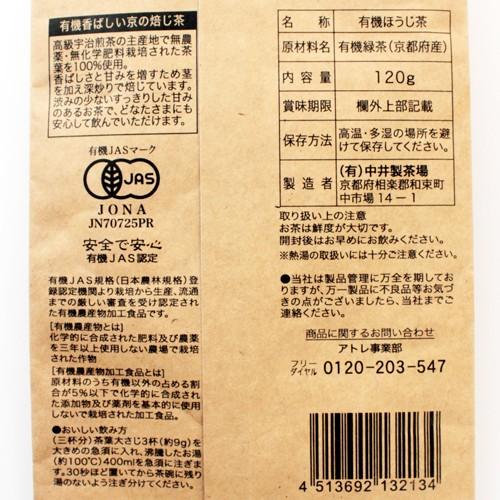 有機香ばしい京の焙じ茶
高級宇治煎茶の主産地で無農
薬・無化学肥料栽培された茶
葉を100%使用。
香ばしさと甘みを増すため茎
を加え深炒りで焙じています。
渋みの少ないすっきりした甘み
のあるお茶で、どなたさまにも
安心して飲んでいただけます。
有機JASマーク
JAS
JONA
JN70725PR
安全で安心
有機JAS認定
有機JAS規格(日本農林規格)登
録認定機関より栽培から生産、流通
までの厳しい審査を受け認定され
た有機農産物加工食品です。
[有機農産物とは]
化学的に合成された肥料及び農薬
を三年以上使用しない農場で栽培
された作物
[有機農産物加工食品とは]
原材料のうち有機以外の占める割
合が5%以下で化学的に合成され
た添加物及び薬剤を基本的に使用
しないで栽培されたもの。
●おいしい飲み方
(三杯分)茶葉大さじ3杯(約9g)を
大きめの急須に入れ、沸騰したお湯
(約100℃)400mlを急須に注ぎま
す。30秒ほど置いてから茶碗に残り
湯のないよう注ぎ分けてください。
名称 有機ほうじ茶
原材料名 有機緑茶(京都府産)
内容量 120g
賞味期限 欄外上部記載
保存方法 高温・多湿の場所を避
けて保存してください。
製造者 (有)中井製茶場
京都府相楽郡和束町
中市場14-1
取り扱い上の注意
お茶は鮮度が大切です。
開封後はお早めにお飲みください。
※熱湯の取扱いには十分ご注意ください。
●当社は製品管理に万全を期してお
りますが、万一製品に不良品等お気づ
きの点がございましたら、当社までご
連絡ください。
商品に関するお問い合わせ
アトレ事業部
フリーダイヤル 0120-203-547
4 513692 132134